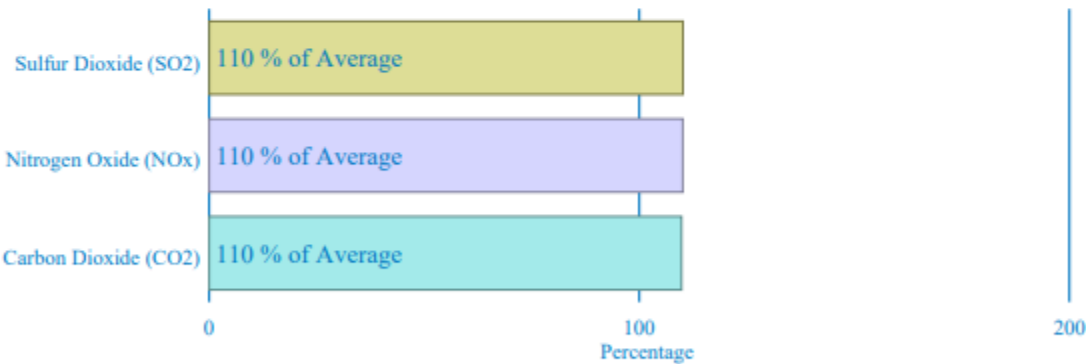 Sulfur Dioxide (SO2) 110 % of Average
Nitrogen Oxide (NOx) 110 % of Average
Carbon Dioxide (CO2) 110 % of Average
0 100 200
Percentage